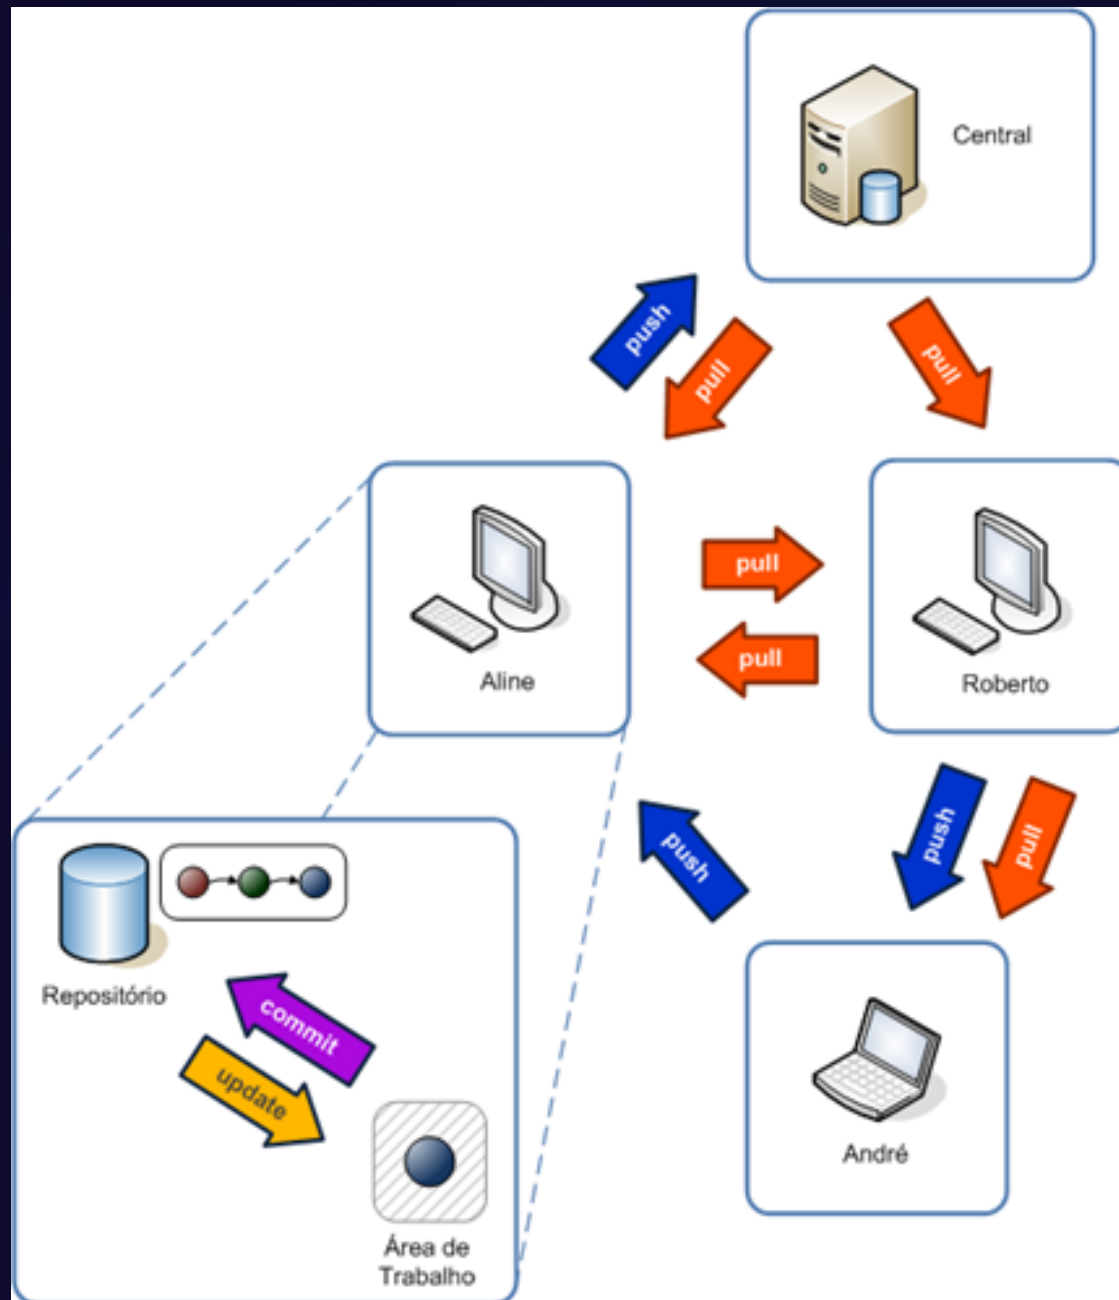 Central
push
pull
pull
pull
pull
Aline
Roberto
push
push
pull
Repositório
commit
update
André
Área de
Trabalho